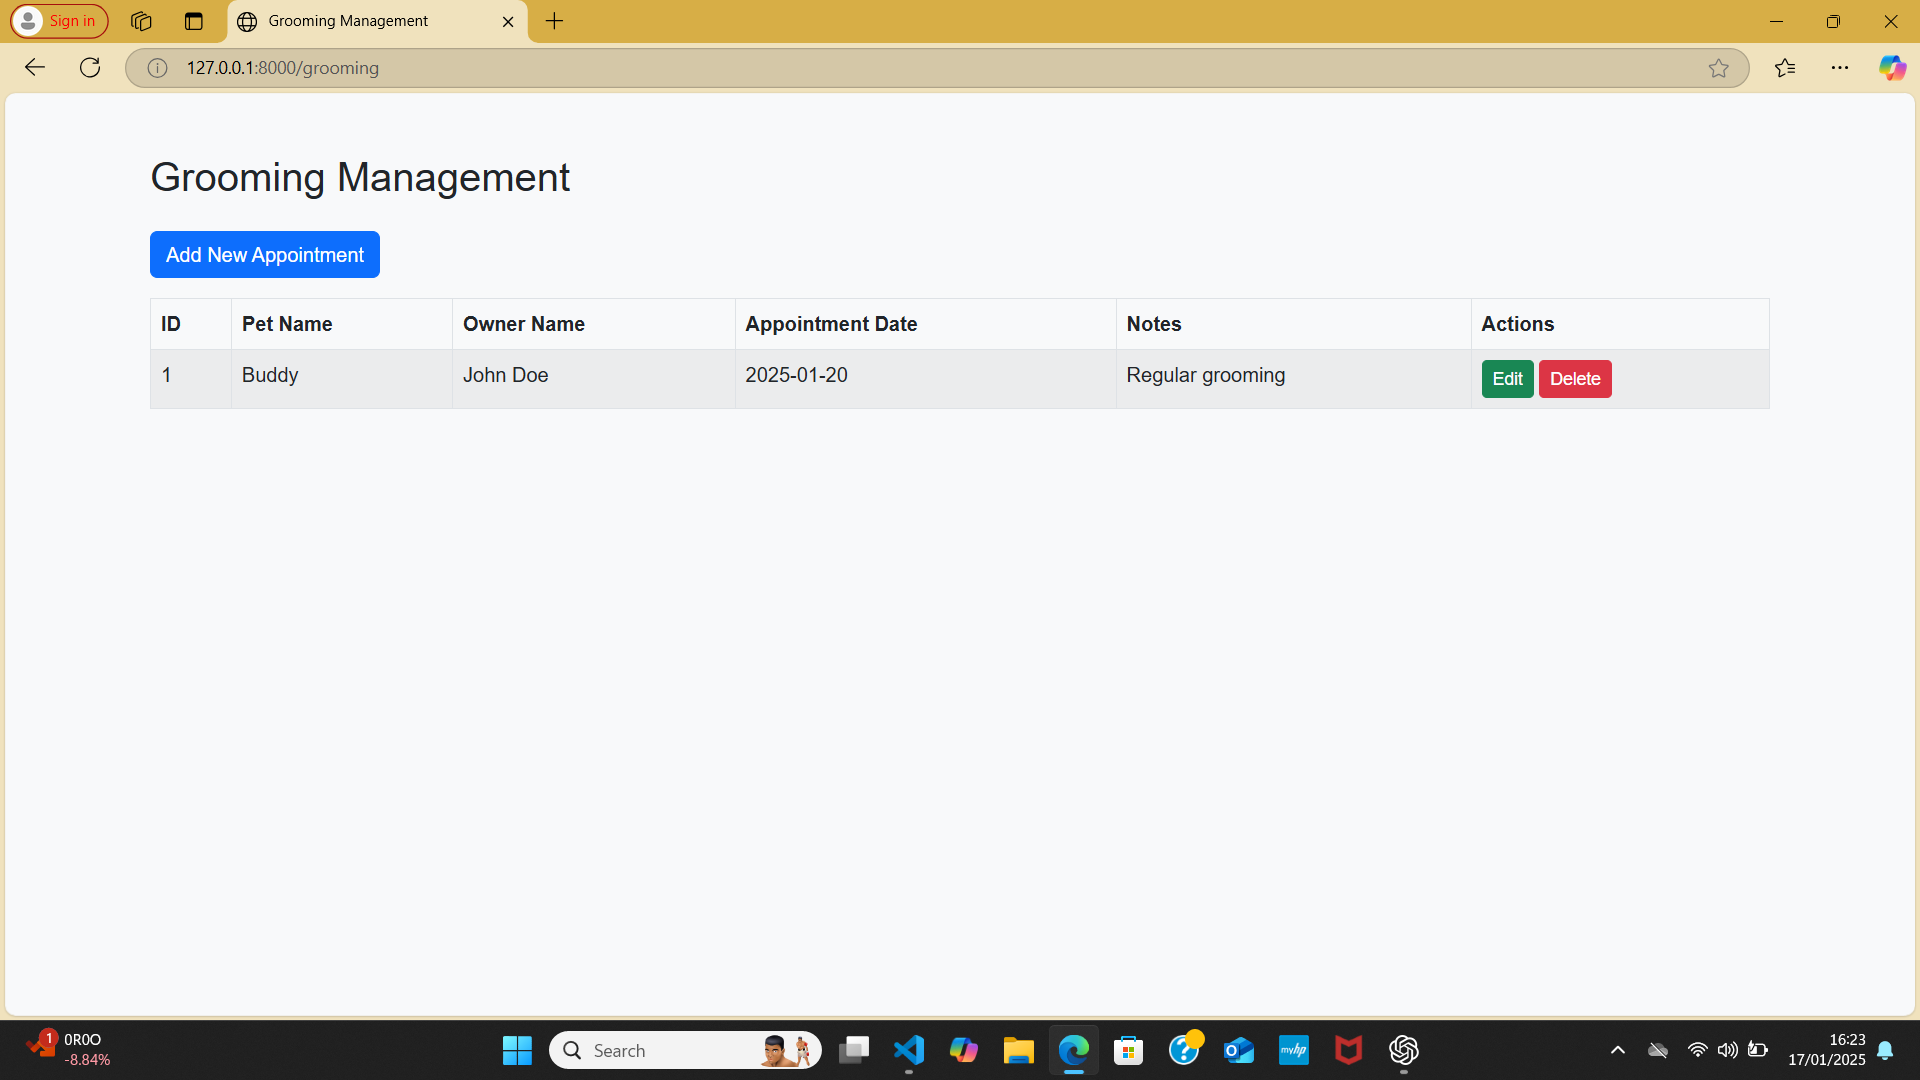 Sign in
Grooming Management
127.0.0.1:8000/grooming
Grooming Management
Add New Appointment
ID Pet Name Owner Name Appointment Date Notes Actions
1 Buddy John Doe 2025-01-20 Regular grooming Edit Delete
1
0R0O
-8.84%
Search
myhp
16:23
17/01/2025